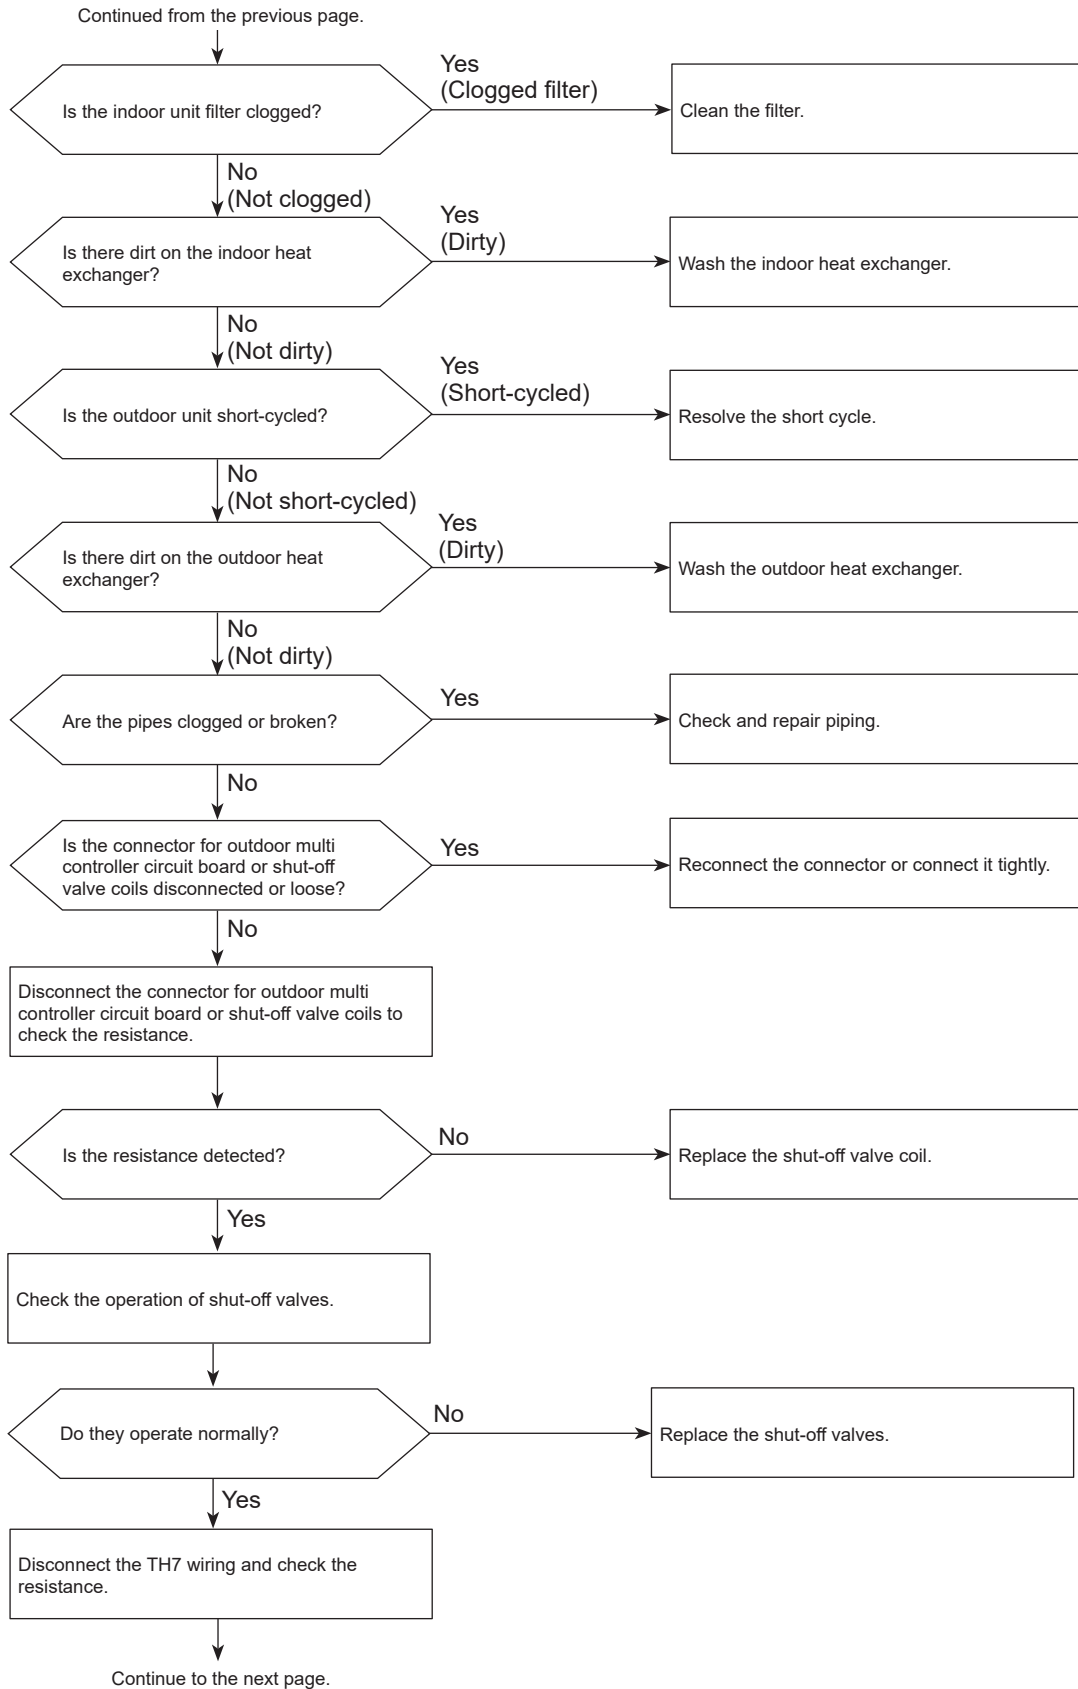 Continued from the previous page.
Yes
(Clogged filter)
Is the indoor unit filter clogged?
Clean the filter.
No
(Not clogged)
Yes
(Dirty)
Is there dirt on the indoor heat
exchanger?
Wash the indoor heat exchanger.
No
(Not dirty)
Yes
(Short-cycled)
Is the outdoor unit short-cycled?
Resolve the short cycle.
No
(Not short-cycled)
Yes
(Dirty)
Is there dirt on the outdoor heat
exchanger?
Wash the outdoor heat exchanger.
No
(Not dirty)
Yes
Are the pipes clogged or broken?
Check and repair piping.
No
Is the connector for outdoor multi
controller circuit board or shut-off
valve coils disconnected or loose?
Yes
Reconnect the connector or connect it tightly.
No
Disconnect the connector for outdoor multi
controller circuit board or shut-off valve coils to
check the resistance.
Is the resistance detected?
No
Replace the shut-off valve coil.
Yes
Check the operation of shut-off valves.
Do they operate normally?
No
Replace the shut-off valves.
Yes
Disconnect the TH7 wiring and check the
resistance.
Continue to the next page.